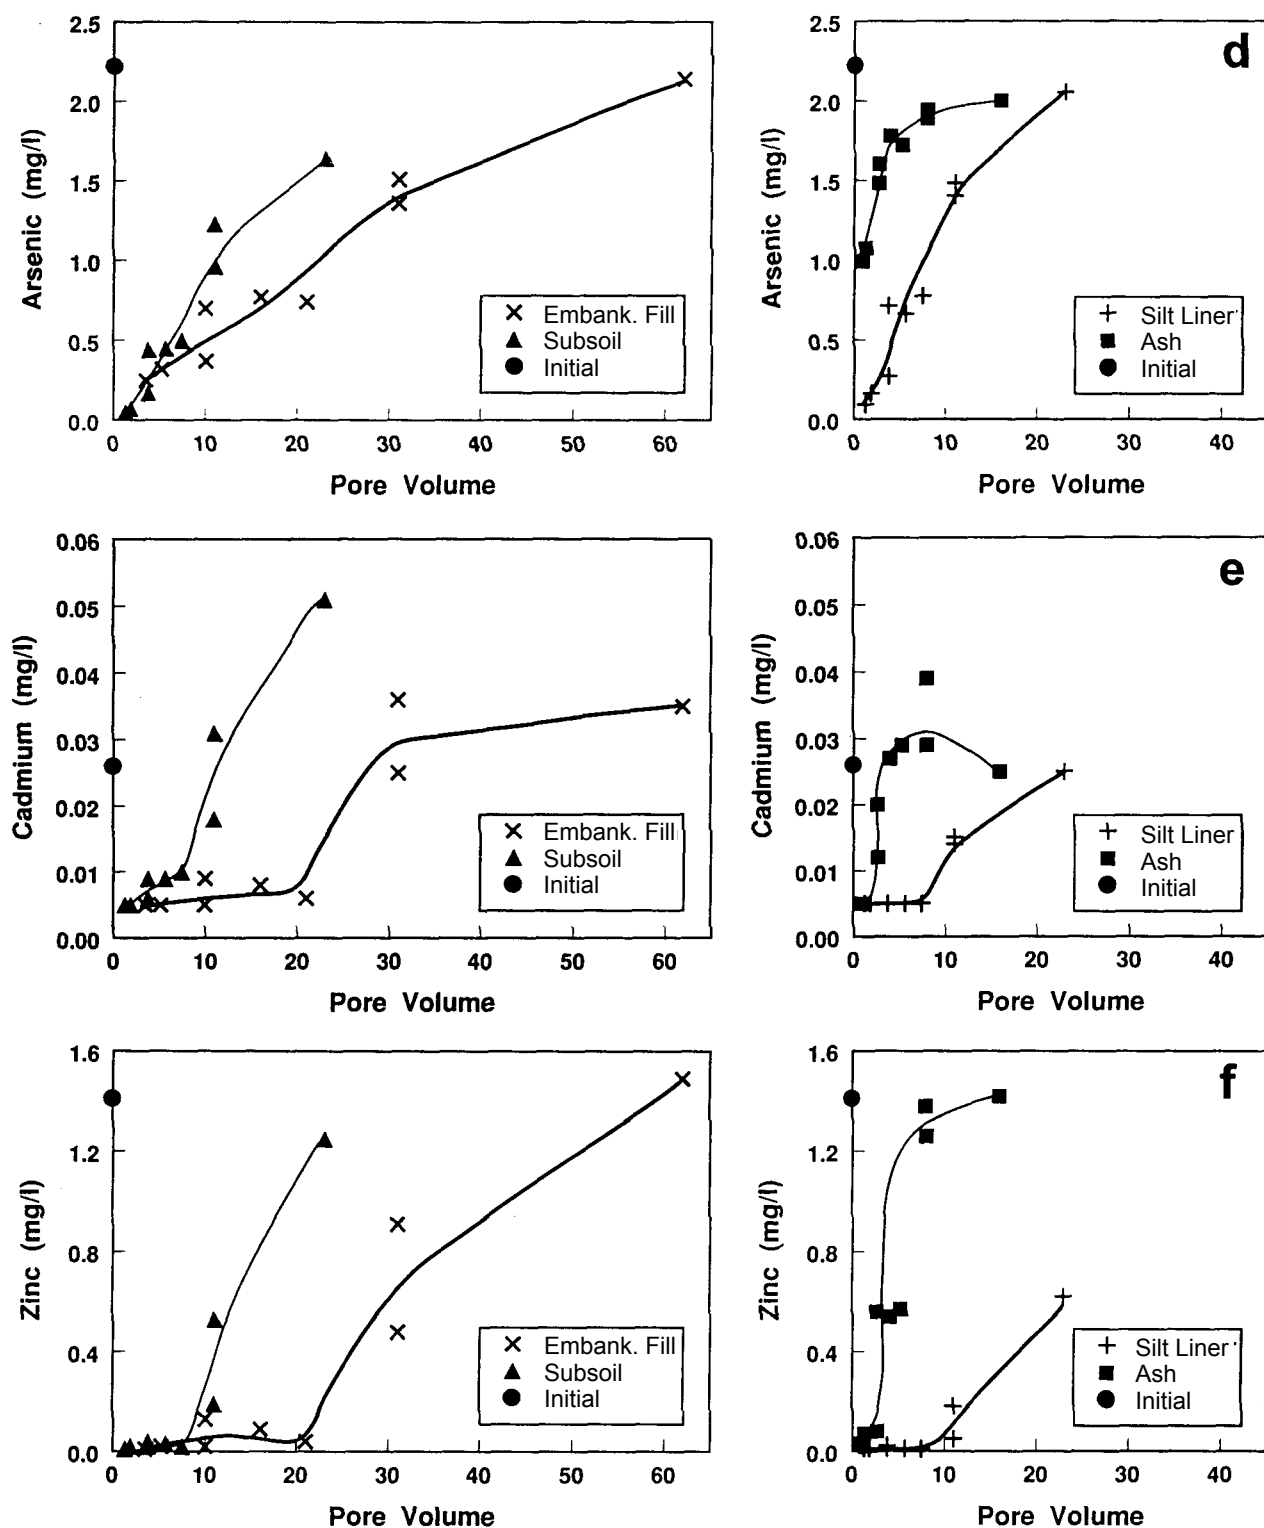 2.5
2.0
1.5
1.0
0.5
0.0
Arsenic (mg/l)
× Embank. Fill
▲ Subsoil
● Initial
0 10 20 30 40 50 60
Pore Volume
d
2.5
2.0
1.5
1.0
0.5
0.0
Arsenic (mg/l)
+ Silt Liner
■ Ash
● Initial
0 10 20 30 40
Pore Volume
0.06
0.05
0.04
0.03
0.02
0.01
0.00
Cadmium (mg/l)
× Embank. Fill
▲ Subsoil
● Initial
0 10 20 30 40 50 60
Pore Volume
e
0.06
0.05
0.04
0.03
0.02
0.01
0.00
Cadmium (mg/l)
+ Silt Liner
■ Ash
● Initial
0 10 20 30 40
Pore Volume
1.6
1.2
0.8
0.4
0.0
Zinc (mg/l)
× Embank. Fill
▲ Subsoil
● Initial
0 10 20 30 40 50 60
Pore Volume
f
1.6
1.2
0.8
0.4
0.0
Zinc (mg/l)
+ Silt Liner
■ Ash
● Initial
0 10 20 30 40
Pore Volume